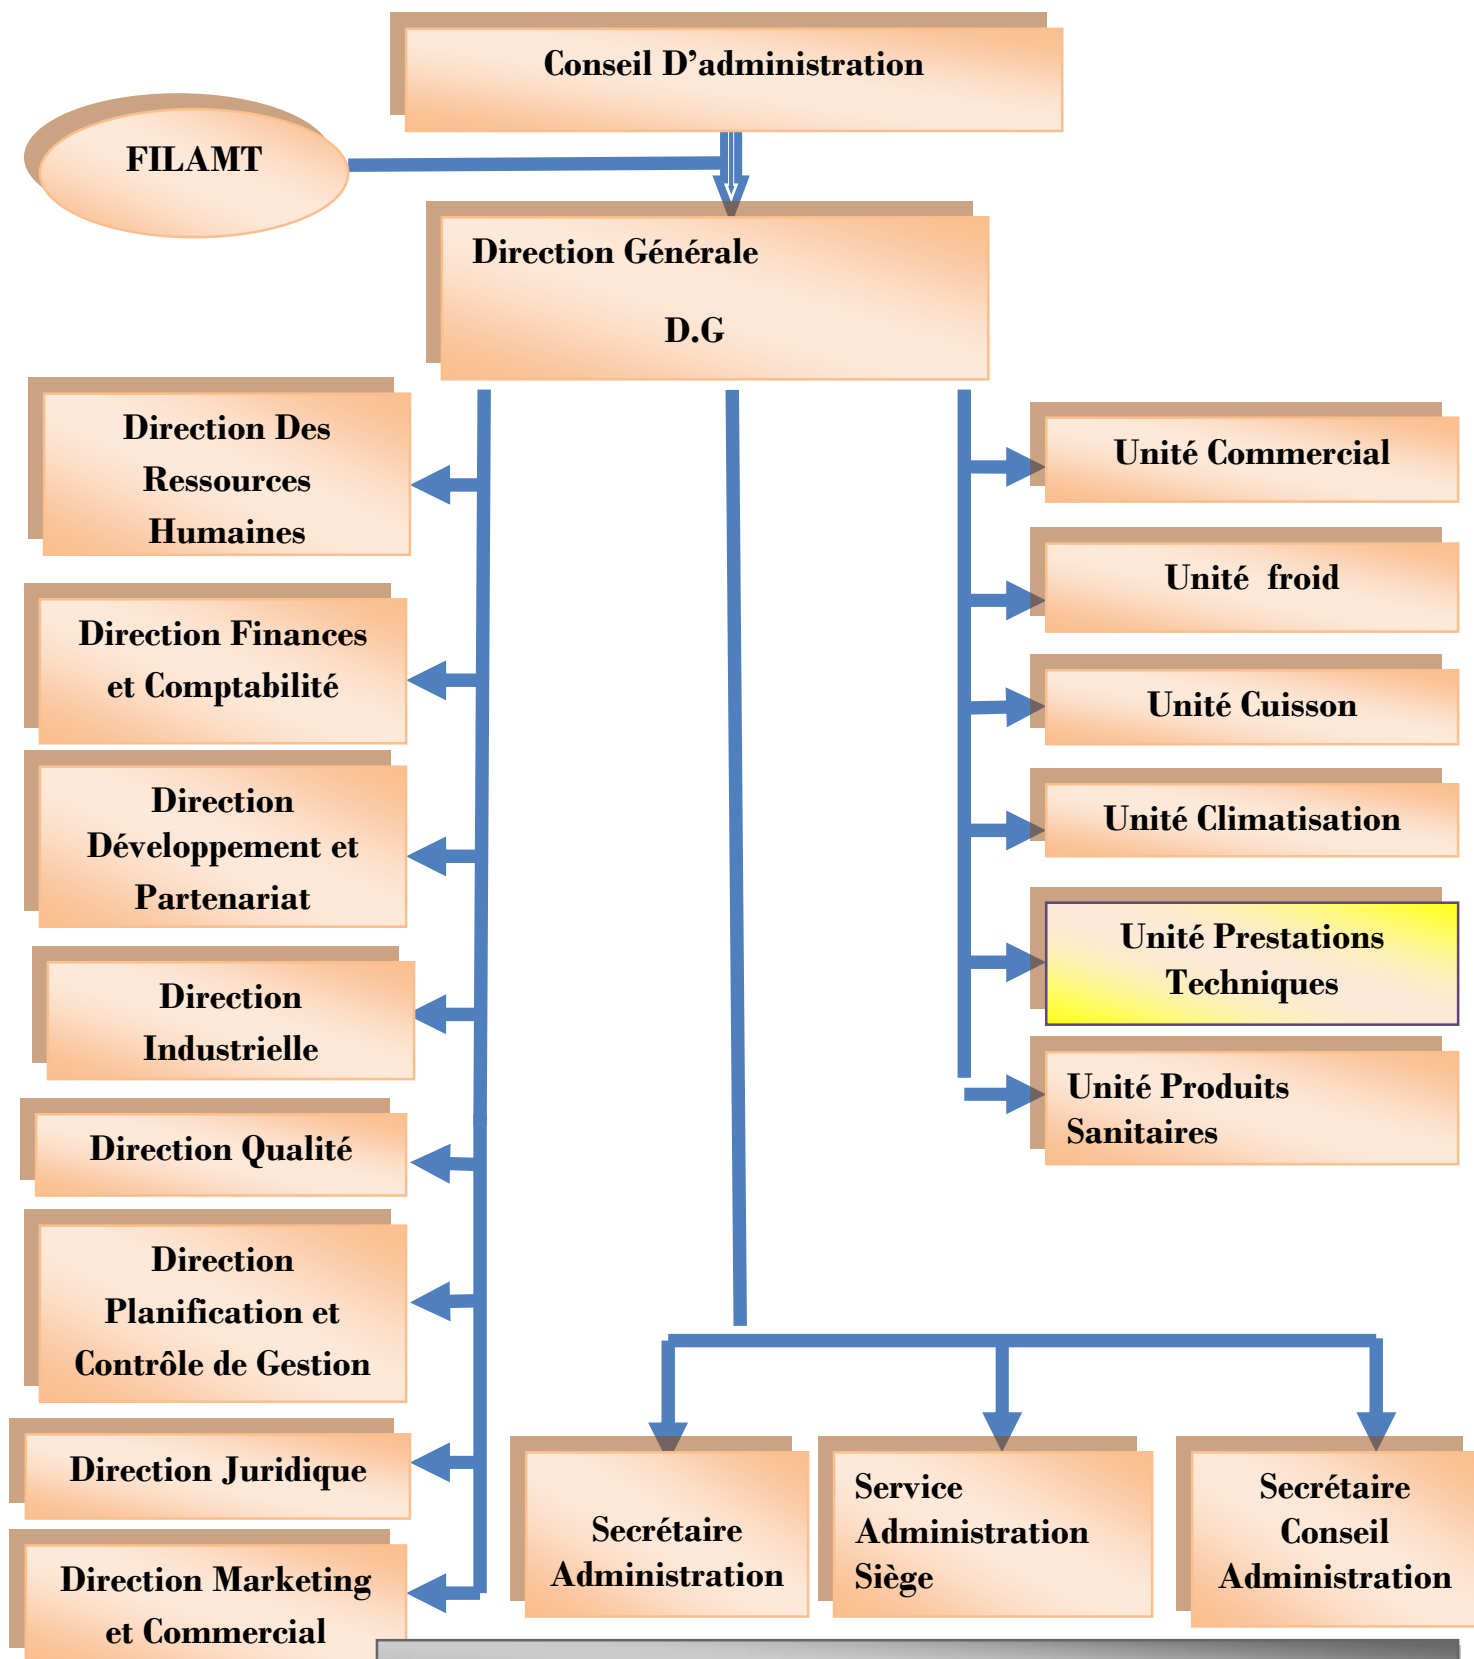 Conseil D’administration
FILAMT
Direction Générale
D.G
Direction Des
Ressources
Humaines
Direction Finances
et Comptabilité
Direction
Développement et
Partenariat
Direction
Industrielle
Direction Qualité
Direction
Planification et
Contrôle de Gestion
Direction Juridique
Direction Marketing
et Commercial
Unité Commercial
Unité froid
Unité Cuisson
Unité Climatisation
Unité Prestations
Techniques
Unité Produits
Sanitaires
Secrétaire
Administration
Service
Administration
Siège
Secrétaire
Conseil
Administration